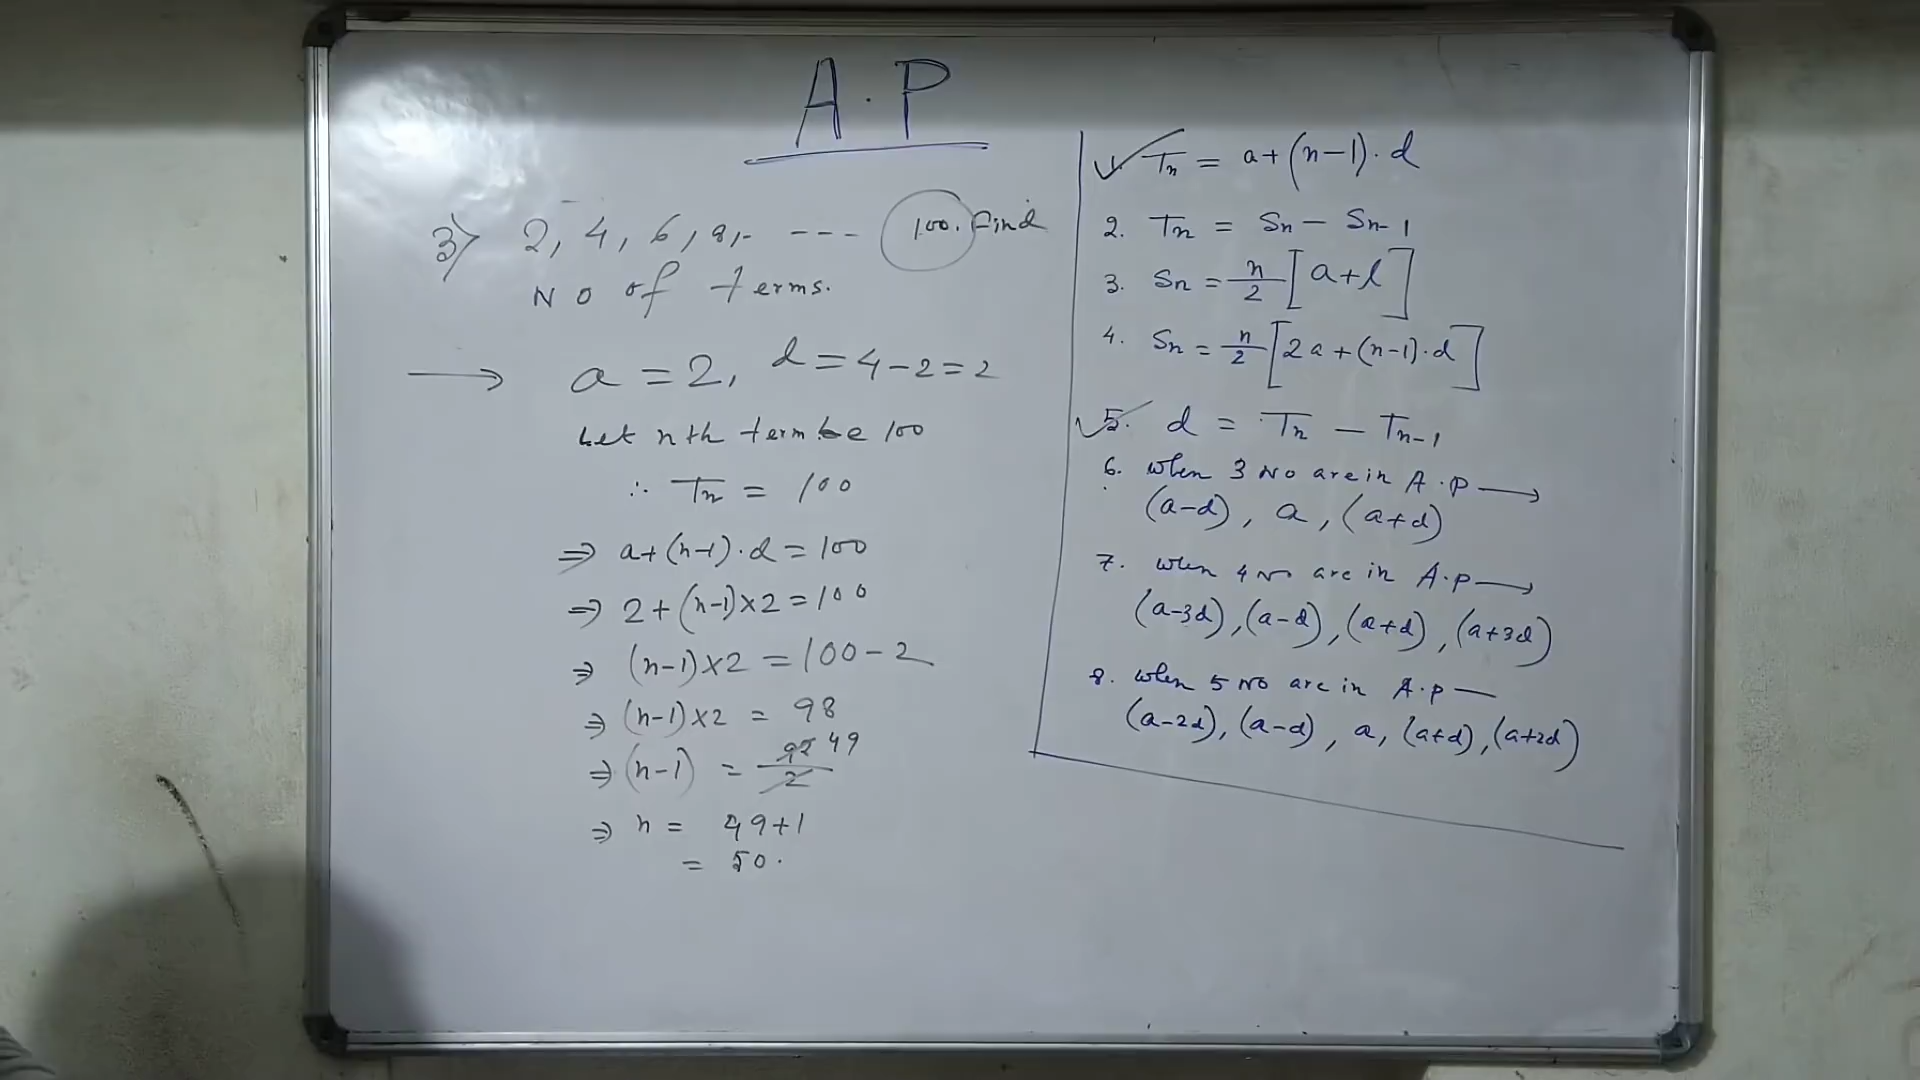 A.P
3) 2, 4, 6, 8, --- 100. Find
No of terms.
→ a = 2, d = 4 - 2 = 2
Let nth term be 100
∴ Tn = 100
⇒ a + (n-1)·d = 100
⇒ 2 + (n-1) × 2 = 100
⇒ (n-1) × 2 = 100 - 2
⇒ (n-1) × 2 = 98
⇒ (n-1) = 98/2 49
⇒ n = 49 + 1
= 50.
1. Tn = a + (n-1)·d
2. Tn = Sn - Sn-1
3. Sn = n/2 [a + l]
4. Sn = n/2 [2a + (n-1)·d]
5. d = Tn - Tn-1
6. when 3 No are in A.P →
(a-d), a, (a+d)
7. when 4 No are in A.P →
(a-3d), (a-d), (a+d), (a+3d)
8. when 5 No are in A.P —
(a-2d), (a-d), a, (a+d), (a+2d)